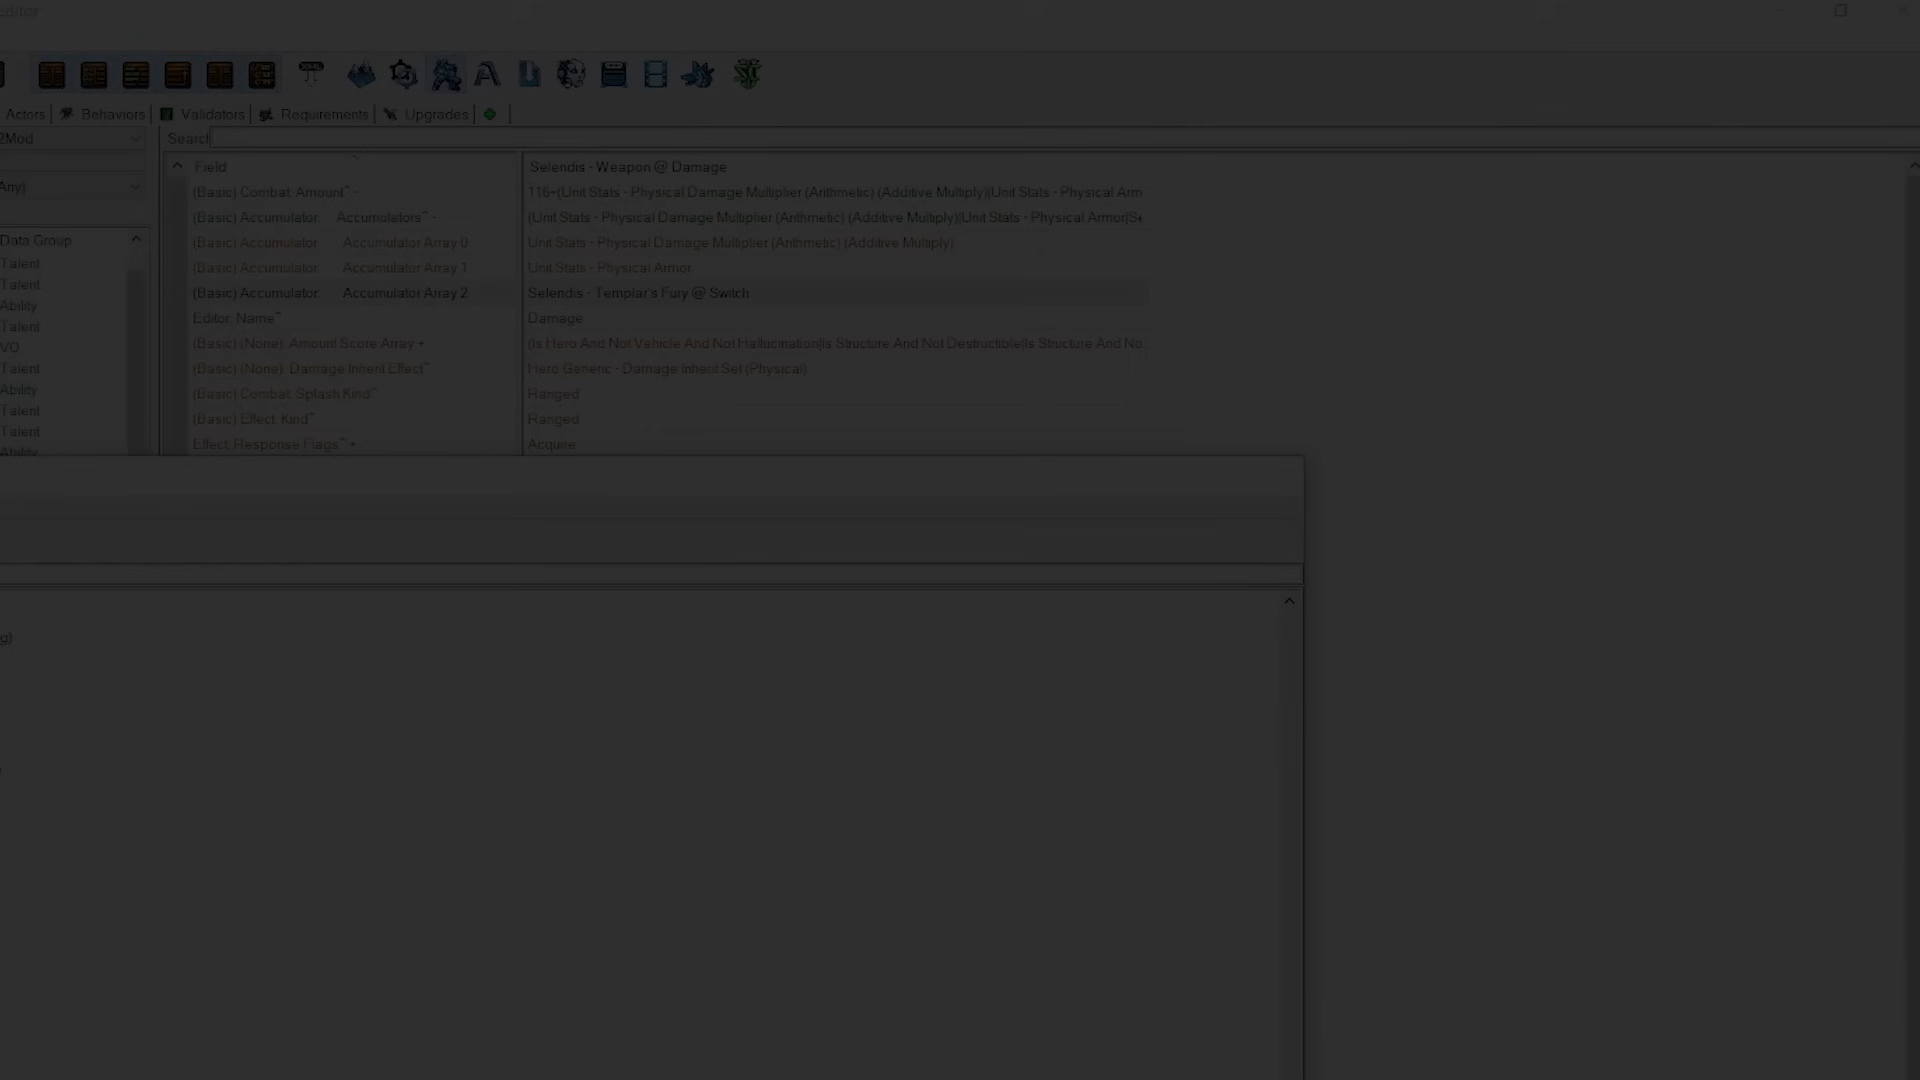 Editor
Actors Behaviors Validators Requirements Upgrades
2Mod
Search
Any)
Field Selendis - Weapon @ Damage
(Basic) Combat: Amount - 116+(Unit Stats - Physical Damage Multiplier (Arithmetic) (Additive Multiply)|Unit Stats - Physical Arm
(Basic) Accumulator: Accumulators - (Unit Stats - Physical Damage Multiplier (Arithmetic) (Additive Multiply)|Unit Stats - Physical Armor|Se
(Basic) Accumulator: Accumulator Array 0 Unit Stats - Physical Damage Multiplier (Arithmetic) (Additive Multiply)
(Basic) Accumulator: Accumulator Array 1 Unit Stats - Physical Armor
(Basic) Accumulator: Accumulator Array 2 Selendis - Templar's Fury @ Switch
Editor: Name Damage
(Basic) (None): Amount Score Array + (Is Hero And Not Vehicle And Not Hallucination|Is Structure And Not Destructible|Is Structure And No
(Basic) (None): Damage Inherit Effect Hero Generic - Damage Inherit Set (Physical)
(Basic) Combat: Splash Kind Ranged
(Basic) Effect: Kind Ranged
Effect: Response Flags + Acquire
Data Group
Talent
Talent
Ability
Talent
VO
Talent
Ability
Talent
Talent
Ability
g)